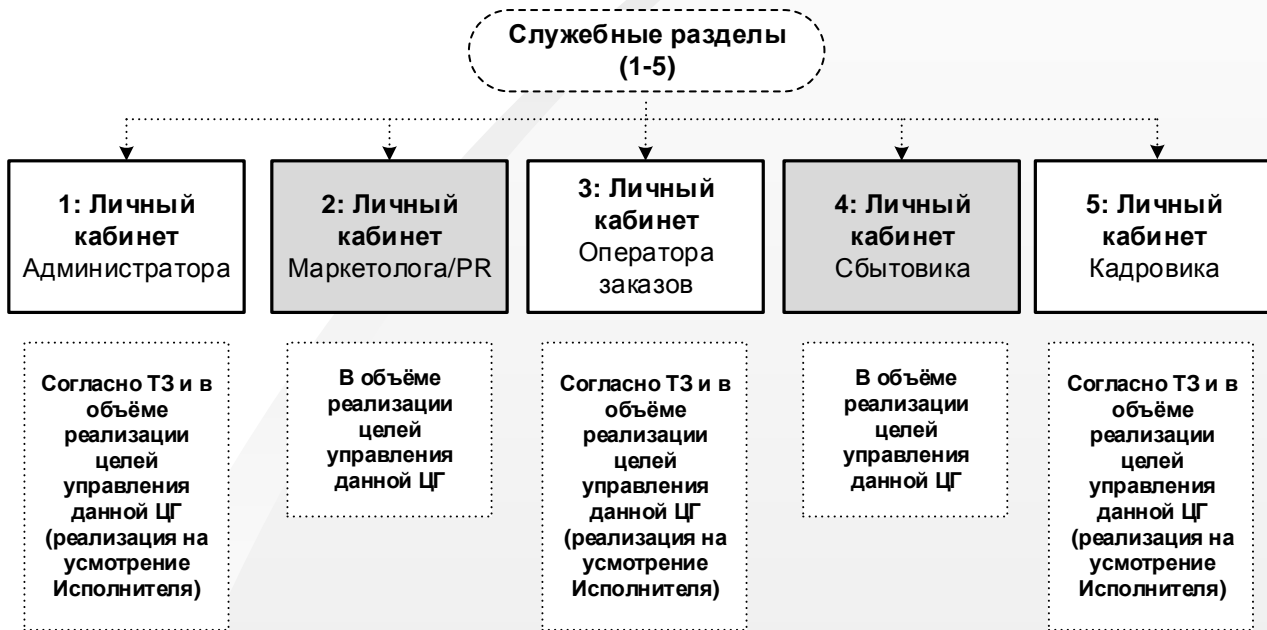 Служебные разделы
(1-5)
1: Личный
кабинет
Администратора
2: Личный
кабинет
Маркетолога/PR
3: Личный
кабинет
Оператора
заказов
4: Личный
кабинет
Сбытовика
5: Личный
кабинет
Кадровика
Согласно ТЗ и в
объёме
реализации
целей
управления
данной ЦГ
(реализация на
усмотрение
Исполнителя)
В объёме
реализации
целей
управления
данной ЦГ
Согласно ТЗ и в
объёме
реализации
целей
управления
данной ЦГ
(реализация на
усмотрение
Исполнителя)
В объёме
реализации
целей
управления
данной ЦГ
Согласно ТЗ и в
объёме
реализации
целей
управления
данной ЦГ
(реализация на
усмотрение
Исполнителя)